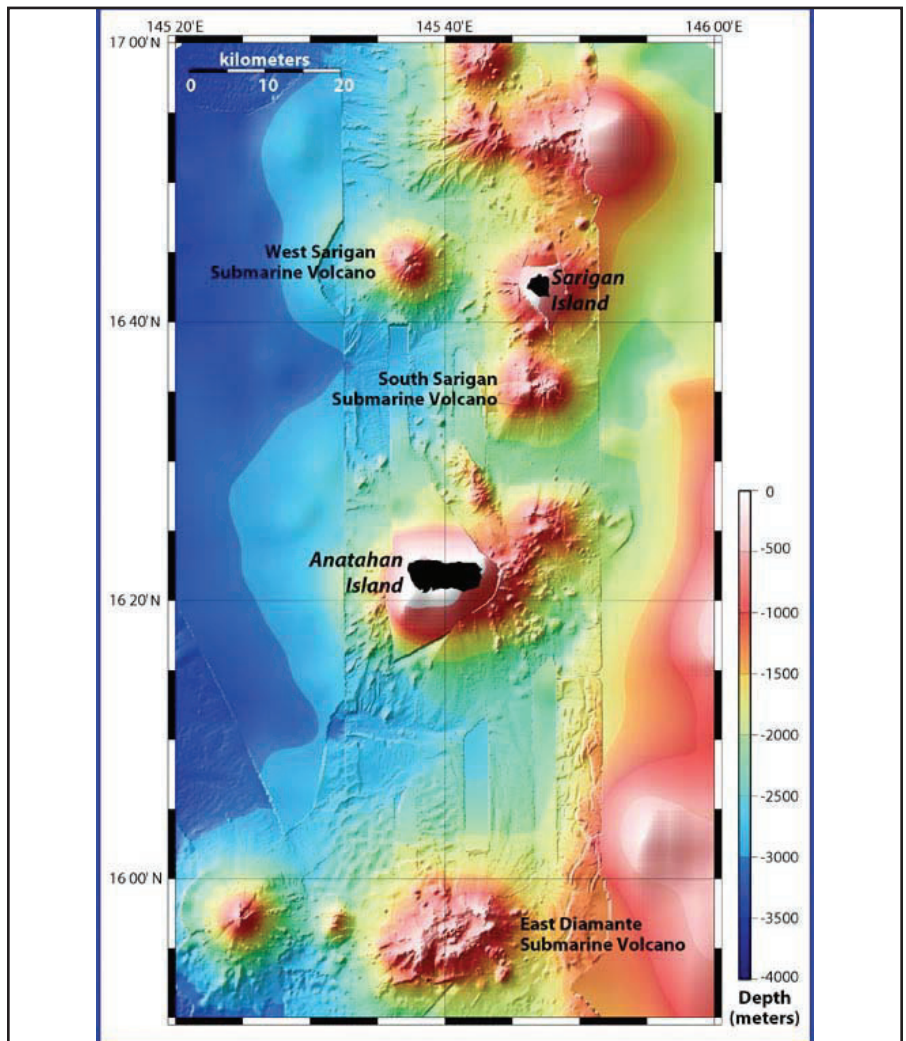 145 20´ 145 40´ 146 00´E
17 00´N
kilometers
0 10 20
West Sarigan
Submarine Volcano
Sarigan
Island
16 40´N
South Sarigan
Submarine Volcano
Anatahan
Island
16 20´N
16 00´N
East Diamante
Submarine Volcano
0
-500
-1000
-1500
-2000
-2500
-3000
-3500
-4000
Depth
(meters)